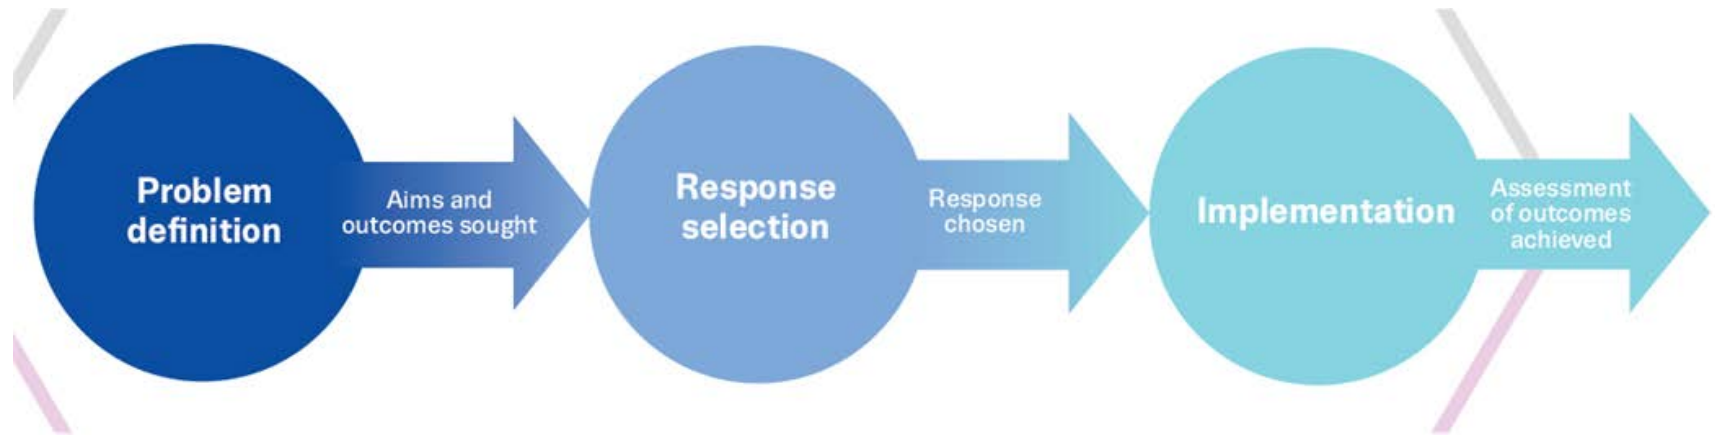 Problem
definition
Aims and
outcomes sought
Response
selection
Response
chosen
Implementation
Assessment
of outcomes
achieved